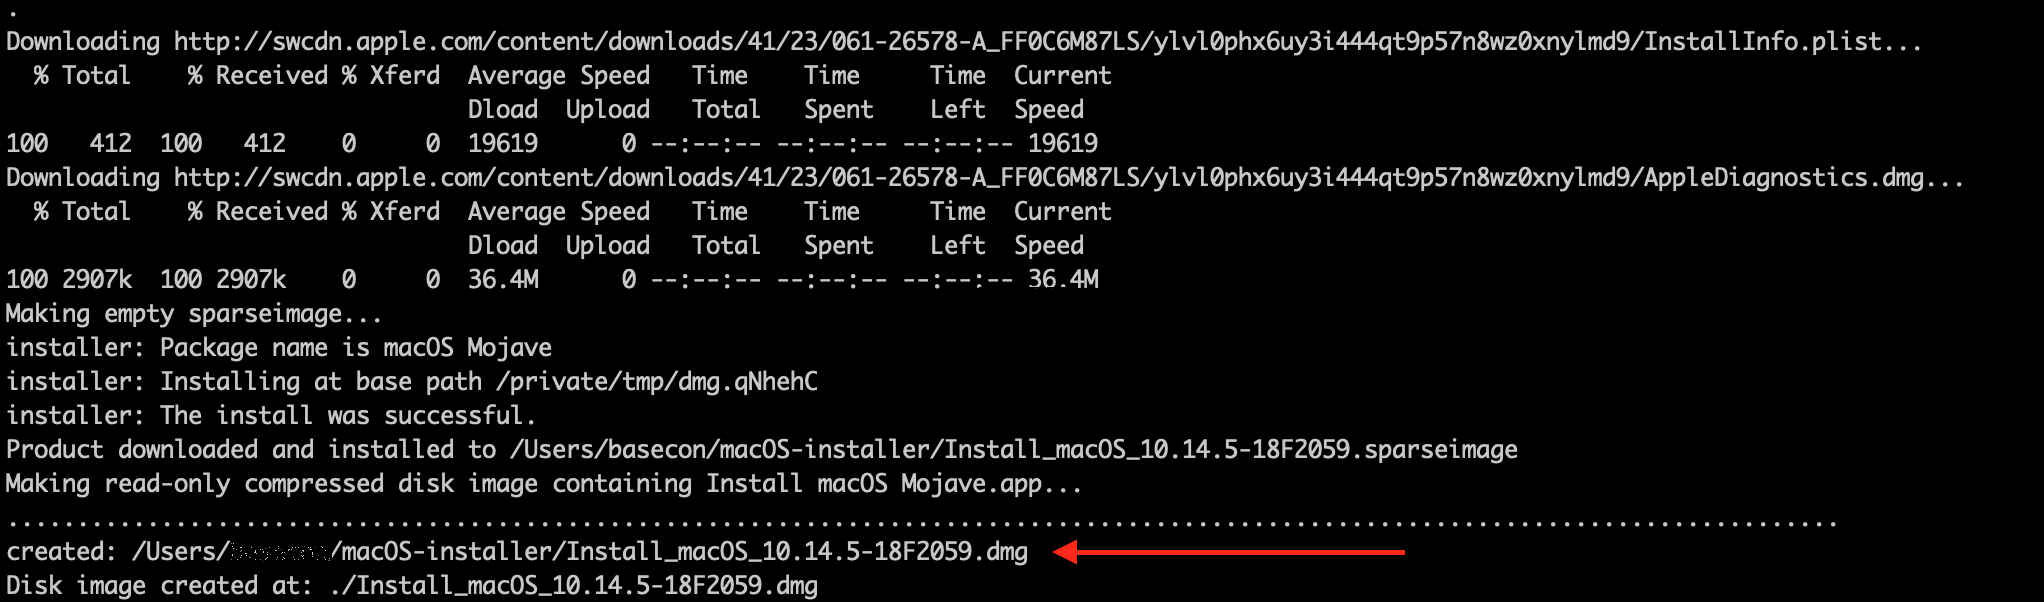 .
Downloading http://swcdn.apple.com/content/downloads/41/23/061-26578-A_FF0C6M87LS/ylvl0phx6uy3i444qt9p57n8wz0xnylmd9/InstallInfo.plist...
  % Total    % Received % Xferd  Average Speed   Time    Time     Time  Current
                                 Dload  Upload   Total   Spent    Left  Speed
100   412  100   412    0     0  19619      0 --:--:-- --:--:-- --:--:-- 19619
Downloading http://swcdn.apple.com/content/downloads/41/23/061-26578-A_FF0C6M87LS/ylvl0phx6uy3i444qt9p57n8wz0xnylmd9/AppleDiagnostics.dmg...
  % Total    % Received % Xferd  Average Speed   Time    Time     Time  Current
                                 Dload  Upload   Total   Spent    Left  Speed
100 2907k  100 2907k    0     0  36.4M      0 --:--:-- --:--:-- --:--:-- 36.4M
Making empty sparseimage...
installer: Package name is macOS Mojave
installer: Installing at base path /private/tmp/dmg.qNhehC
installer: The install was successful.
Product downloaded and installed to /Users/basecon/macOS-installer/Install_macOS_10.14.5-18F2059.sparseimage
Making read-only compressed disk image containing Install macOS Mojave.app...
...................................................................................................................................
created: /Users/ /macOS-installer/Install_macOS_10.14.5-18F2059.dmg
Disk image created at: ./Install_macOS_10.14.5-18F2059.dmg